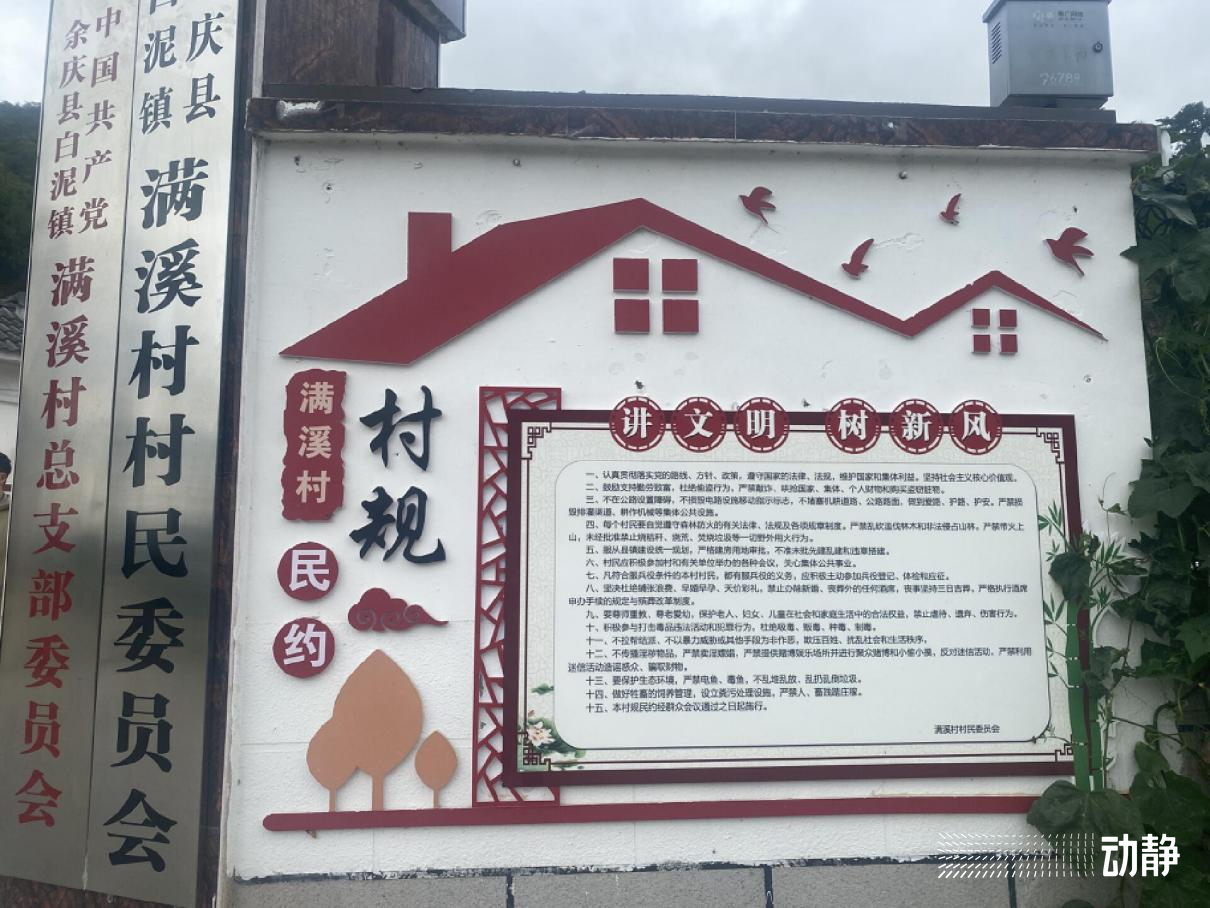 中国共产党
余庆县白泥镇
满溪村总支部委员会
庆县
白泥镇
满溪村村民委员会
76789
满溪村
村规
民约
讲文明 树新风
一、认真贯彻落实党的路线、方针、政策，遵守国家的法律、法规，维护国家和集体利益。坚持社会主义核心价值观。
二、鼓励支持勤劳致富，杜绝偷盗行为，严禁敲诈、哄抢国家、集体、个人财物和购买盗窃赃物。
三、不在公路设置障碍，不损毁电路设施移动指示标志，不堵塞机耕道路、公路路面，做到爱路、护路、护安。严禁损
毁排灌渠道、耕作机械等集体公共设施。
四、每个村民要自觉遵守森林防火的有关法律、法规及各项规章制度。严禁乱砍滥伐林木和非法侵占山林。严禁带火上
山，未经批准禁止烧秸秆、烧荒、焚烧垃圾等一切野外用火行为。
五、服从县镇建设统一规划，严格建房用地审批，不准未批先建乱建和违章搭建。
六、村民应积极参加村和有关单位举办的各种会议，关心集体公共事业。
七、凡符合服兵役条件的本村村民，都有服兵役的义务，应积极主动参加兵役登记、体检和应征。
八、坚决杜绝铺张浪费、早婚早孕、天价彩礼，禁止办除新婚、丧葬外的任何酒席，丧事坚持三日吉葬，严格执行酒席
申办手续的规定与殡葬改革制度。
九、要尊师重教、尊老爱幼，保护老人、妇女、儿童在社会和家庭生活中的合法权益，禁止虐待、遗弃、伤害行为。
十、积极参与打击毒品违法活动和犯罪行为，杜绝吸毒、贩毒、种毒、制毒。
十一、不拉帮结派、不以暴力威胁或其他手段为非作恶，欺压百姓、扰乱社会和生活秩序。
十二、不传播淫秽物品，严禁卖淫嫖娼，严禁提供赌博娱乐场所并进行聚众赌博和小偷小摸，反对迷信活动，严禁利用
迷信活动造谣惑众、骗取财物。
十三、要保护生态环境，严禁电鱼、毒鱼，不乱堆乱放、乱扔乱倒垃圾。
十四、做好牲畜的饲养管理，设立粪污处理设施，严禁人、畜践踏庄稼。
十五、本村规民约经群众会议通过之日起施行。
满溪村村民委员会
动静